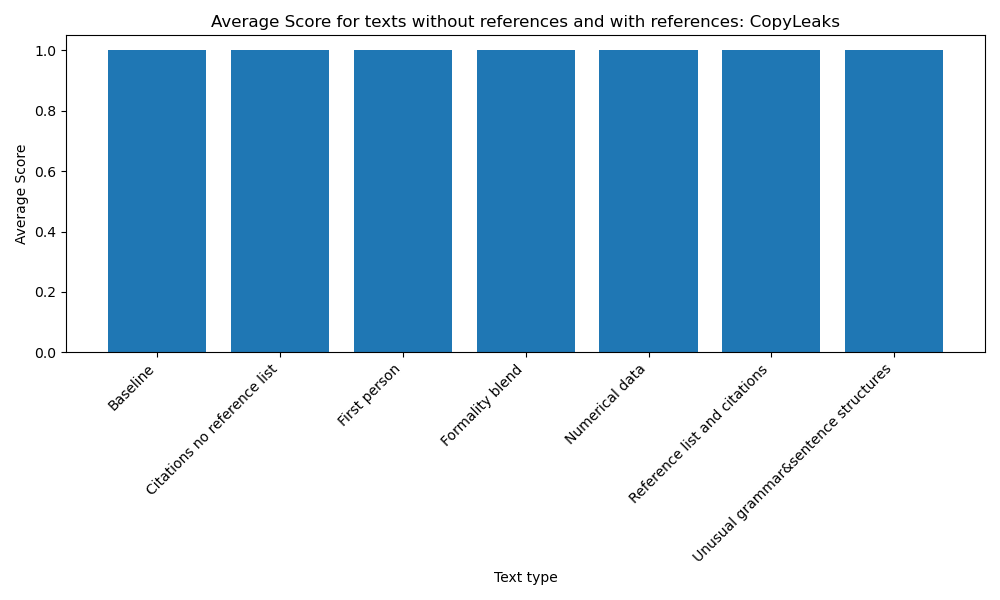 Average Score for texts without references and with references: CopyLeaks
Average Score
1.0
0.8
0.6
0.4
0.2
0.0
Baseline
Citations no reference list
First person
Formality blend
Numerical data
Reference list and citations
Unusual grammar&sentence structures
Text type